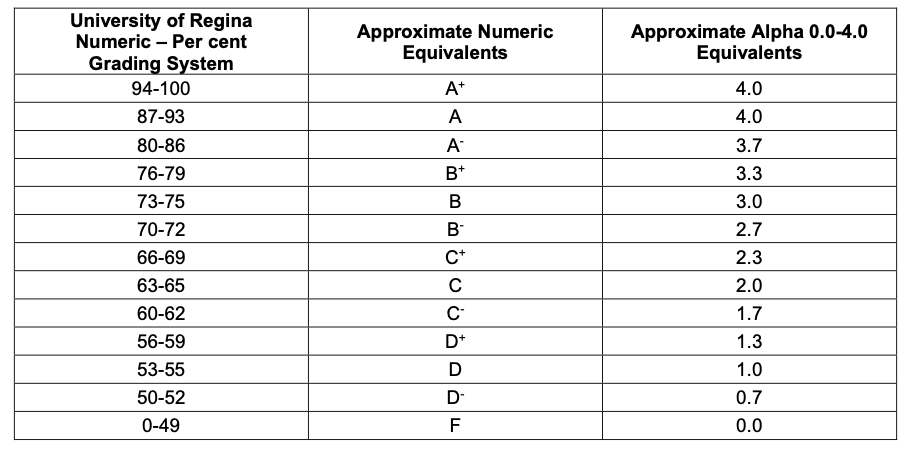 University of Regina
Numeric – Per cent
Grading System
Approximate Numeric
Equivalents
Approximate Alpha 0.0-4.0
Equivalents
94-100 A+ 4.0
87-93 A 4.0
80-86 A- 3.7
76-79 B+ 3.3
73-75 B 3.0
70-72 B- 2.7
66-69 C+ 2.3
63-65 C 2.0
60-62 C- 1.7
56-59 D+ 1.3
53-55 D 1.0
50-52 D- 0.7
0-49 F 0.0